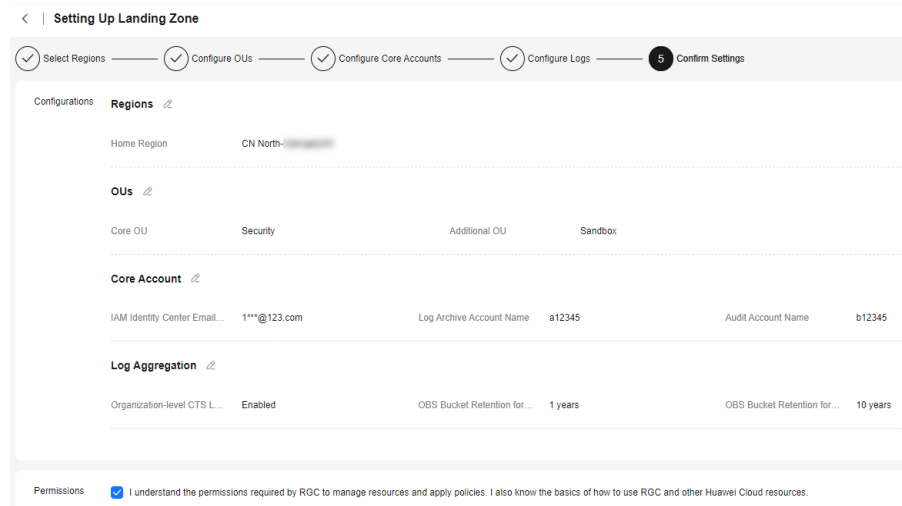 Setting Up Landing Zone
Select Regions Configure OUs Configure Core Accounts Configure Logs 5 Confirm Settings
Configurations Regions
Home Region CN North-
OUs
Core OU Security Additional OU Sandbox
Core Account
IAM Identity Center Email... 1***@123.com Log Archive Account Name a12345 Audit Account Name b12345
Log Aggregation
Organization-level CTS L... Enabled OBS Bucket Retention for... 1 years OBS Bucket Retention for... 10 years
Permissions I understand the permissions required by RGC to manage resources and apply policies. I also know the basics of how to use RGC and other Huawei Cloud resources.